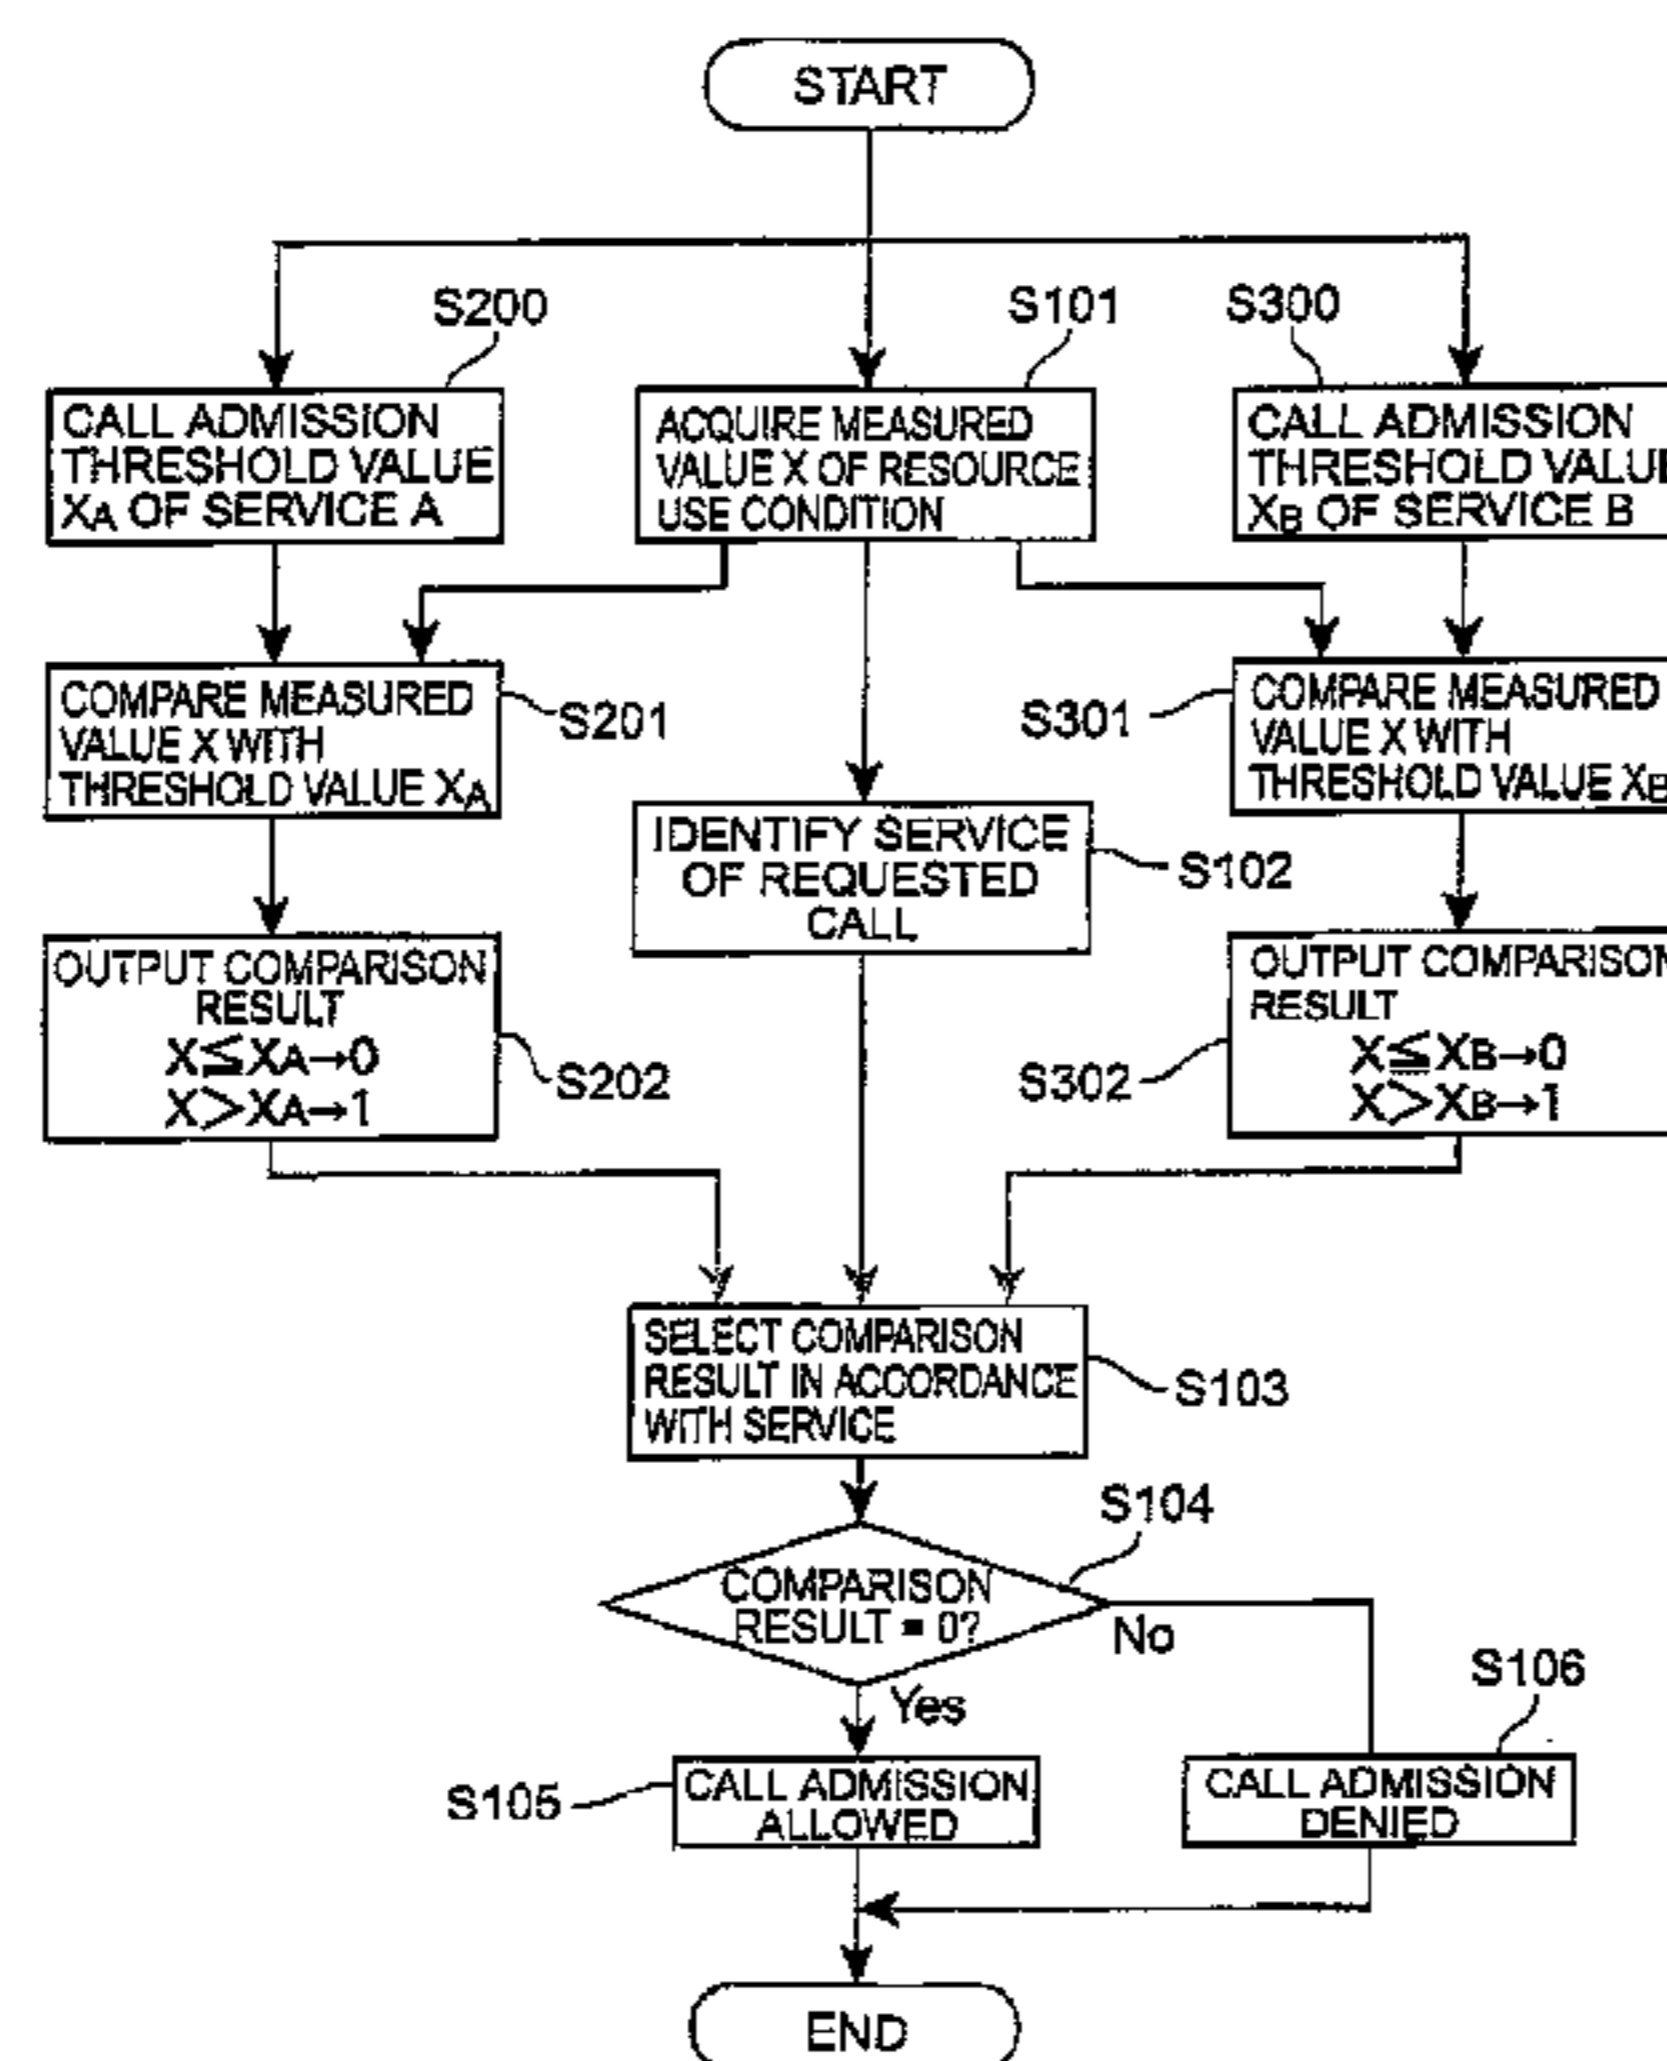 START
S200
S101
S300
CALL ADMISSION
THRESHOLD VALUE
XA OF SERVICE A
ACQUIRE MEASURED
VALUE X OF RESOURCE
USE CONDITION
CALL ADMISSION
THRESHOLD VALUE
XB OF SERVICE B
COMPARE MEASURED
VALUE X WITH
THRESHOLD VALUE XA
S201
S301
COMPARE MEASURED
VALUE X WITH
THRESHOLD VALUE XB
IDENTIFY SERVICE
OF REQUESTED
CALL
S102
OUTPUT COMPARISON
RESULT
X≦XA→0
X>XA→1
S202
S302
OUTPUT COMPARISON
RESULT
X≦XB→0
X>XB→1
SELECT COMPARISON
RESULT IN ACCORDANCE
WITH SERVICE
S103
S104
COMPARISON
RESULT = 0?
No
Yes
S106
S105
CALL ADMISSION
ALLOWED
CALL ADMISSION
DENIED
END